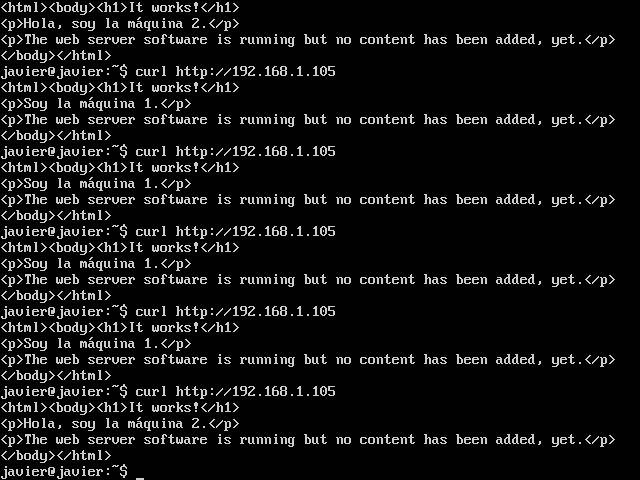 <html><body><h1>It works!</h1>
<p>Hola, soy la máquina 2.</p>
<p>The web server software is running but no content has been added, yet.</p>
</body></html>
javier@javier:~$ curl http://192.168.1.105
<html><body><h1>It works!</h1>
<p>Soy la máquina 1.</p>
<p>The web server software is running but no content has been added, yet.</p>
</body></html>
javier@javier:~$ curl http://192.168.1.105
<html><body><h1>It works!</h1>
<p>Soy la máquina 1.</p>
<p>The web server software is running but no content has been added, yet.</p>
</body></html>
javier@javier:~$ curl http://192.168.1.105
<html><body><h1>It works!</h1>
<p>Soy la máquina 1.</p>
<p>The web server software is running but no content has been added, yet.</p>
</body></html>
javier@javier:~$ curl http://192.168.1.105
<html><body><h1>It works!</h1>
<p>Soy la máquina 1.</p>
<p>The web server software is running but no content has been added, yet.</p>
</body></html>
javier@javier:~$ curl http://192.168.1.105
<html><body><h1>It works!</h1>
<p>Hola, soy la máquina 2.</p>
<p>The web server software is running but no content has been added, yet.</p>
</body></html>
javier@javier:~$ _